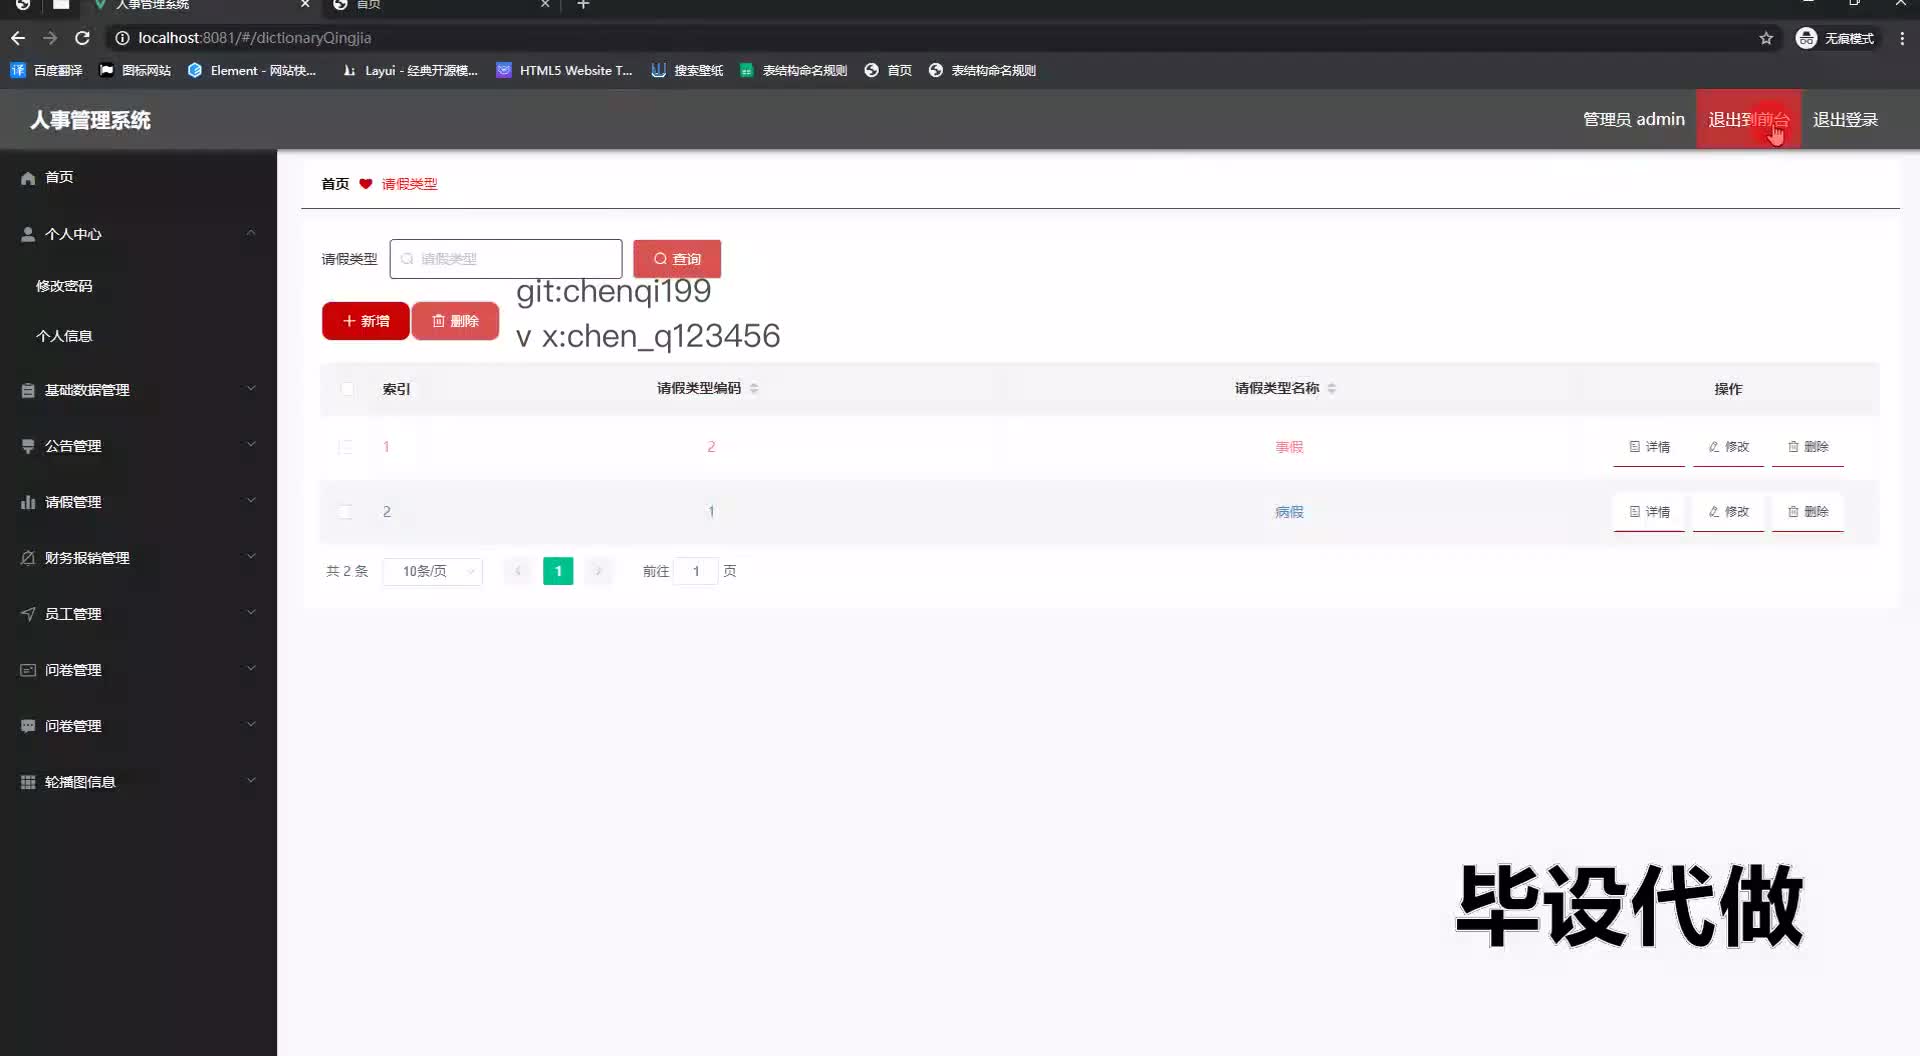 人事管理系统
首页
localhost:8081/#/dictionaryQingjia
无痕模式
百度翻译
图标网站
Element - 网站快...
Layui - 经典开源模...
HTML5 Website T...
搜索壁纸
表结构命名规则
首页
表结构命名规则
人事管理系统
管理员 admin
退出到前台
退出登录
首页
个人中心
修改密码
个人信息
基础数据管理
公告管理
请假管理
财务报销管理
员工管理
问卷管理
问卷管理
轮播图信息
首页 请假类型
请假类型 请假类型 查询
git:chenqi199
新增 删除
v x:chen_q123456
索引 请假类型编码 请假类型名称 操作
1 2 事假 详情 修改 删除
2 1 病假 详情 修改 删除
共 2 条 10条/页 1 前往 1 页
毕设代做